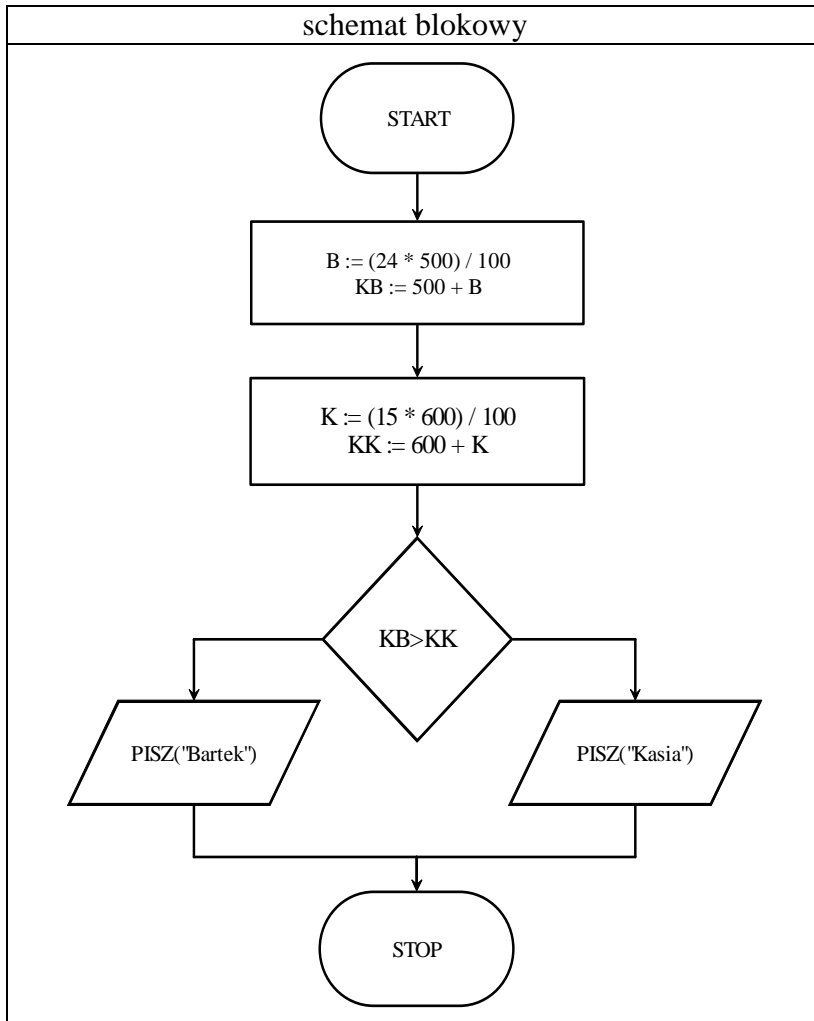 schemat blokowy
START
B := (24 * 500) / 100
KB := 500 + B
K := (15 * 600) / 100
KK := 600 + K
KB>KK
PISZ("Bartek")
PISZ("Kasia")
STOP